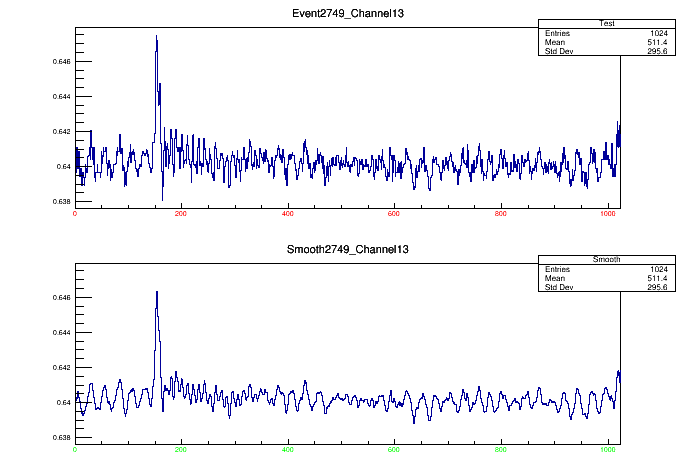 Event2749_Channel13
Test
Entries 1024
Mean 511.4
Std Dev 295.6
0.646
0.644
0.642
0.64
0.638
0 200 400 600 800 1000
Smooth2749_Channel13
Smooth
Entries 1024
Mean 511.4
Std Dev 295.6
0.646
0.644
0.642
0.64
0.638
0 200 400 600 800 1000